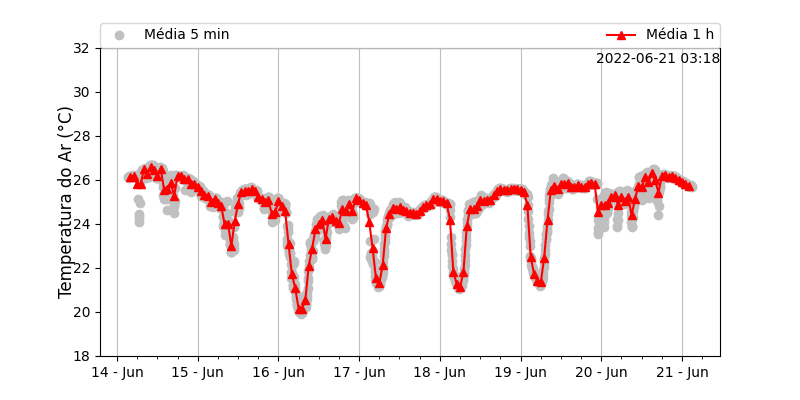 Média 5 min
Média 1 h
2022-06-21 03:18
Temperatura do Ar (°C)
32
30
28
26
24
22
20
18
14 - Jun
15 - Jun
16 - Jun
17 - Jun
18 - Jun
19 - Jun
20 - Jun
21 - Jun